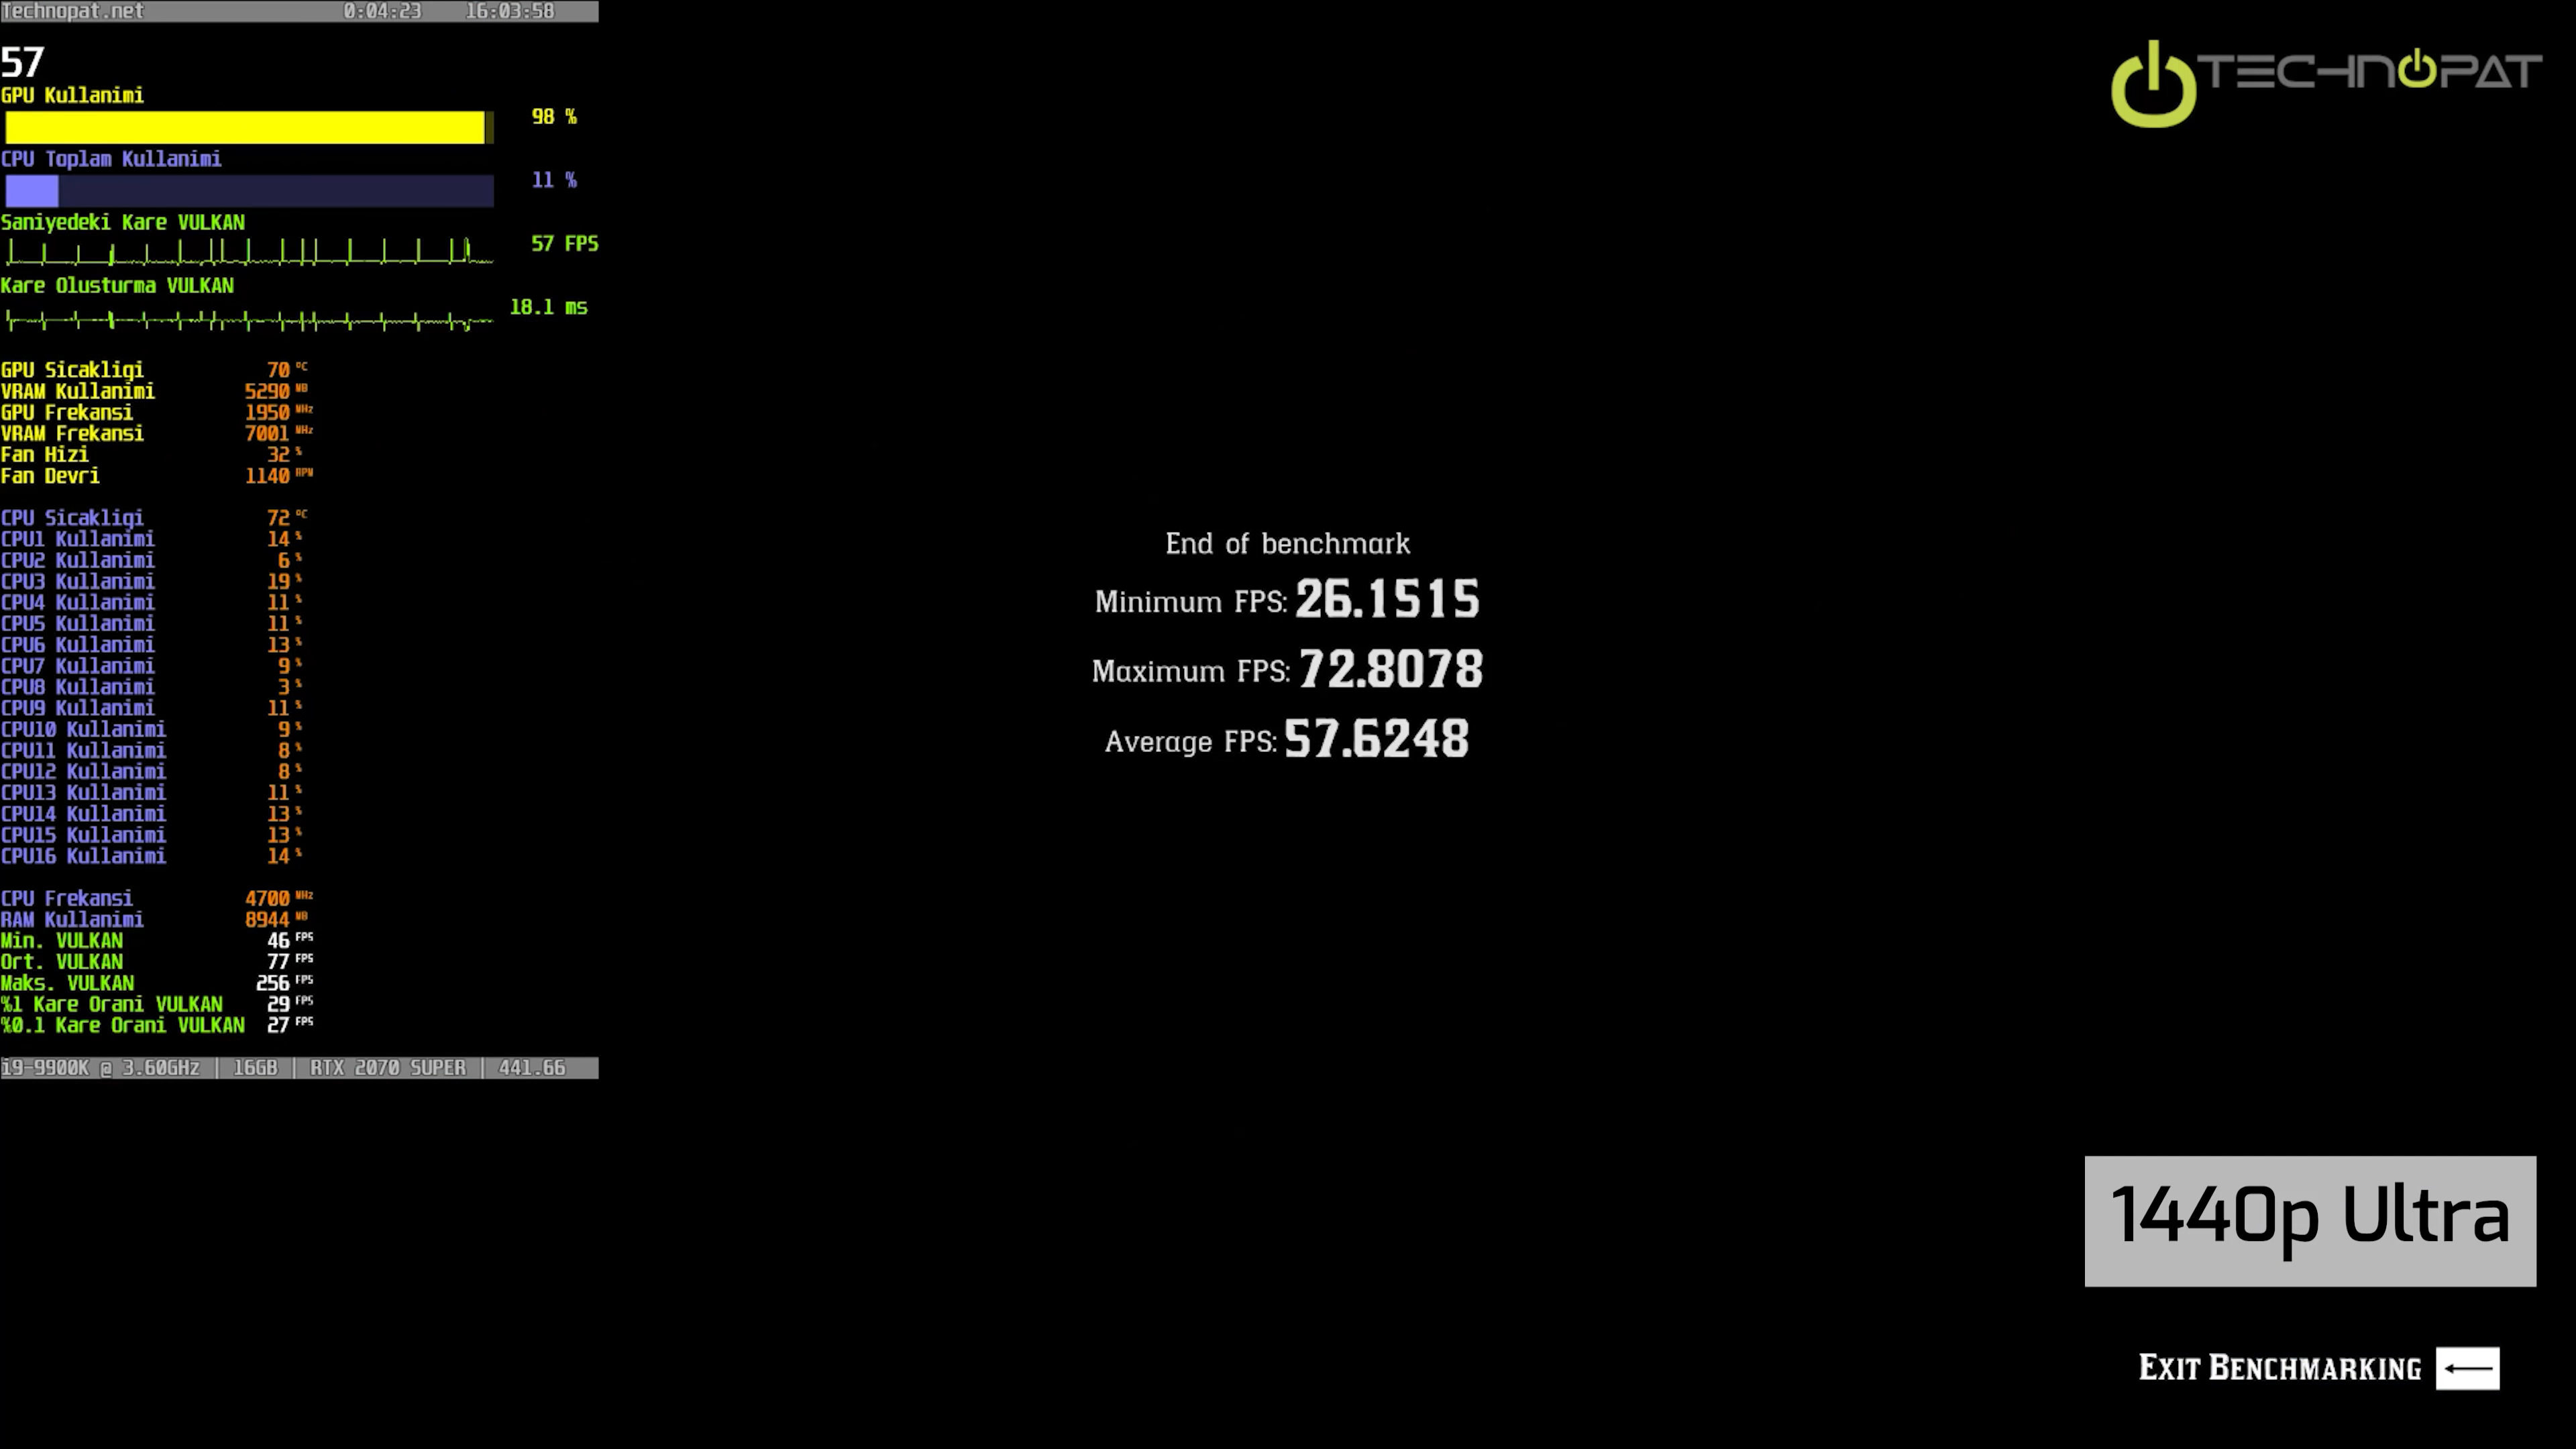 Technopat.net 0:04:23 16:03:58
TECHNOPAT
57
GPU Kullanimi
98 %
CPU Toplam Kullanimi
11 %
Saniyedeki Kare VULKAN
57 FPS
Kare Olusturma VULKAN
18.1 ms
GPU Sicakligi 70 °C
VRAM Kullanimi 5290 MB
GPU Frekansi 1950 MHz
VRAM Frekansi 7001 MHz
Fan Hizi 32 %
Fan Devri 1140 RPM
CPU Sicakligi 72 °C
CPU1 Kullanimi 14 %
CPU2 Kullanimi 6 %
CPU3 Kullanimi 19 %
CPU4 Kullanimi 11 %
CPU5 Kullanimi 11 %
CPU6 Kullanimi 13 %
CPU7 Kullanimi 9 %
CPU8 Kullanimi 3 %
CPU9 Kullanimi 11 %
CPU10 Kullanimi 9 %
CPU11 Kullanimi 8 %
CPU12 Kullanimi 8 %
CPU13 Kullanimi 11 %
CPU14 Kullanimi 13 %
CPU15 Kullanimi 13 %
CPU16 Kullanimi 14 %
CPU Frekansi 4700 MHz
RAM Kullanimi 8944 MB
Min. VULKAN 46 FPS
Ort. VULKAN 77 FPS
Maks. VULKAN 256 FPS
%1 Kare Orani VULKAN 29 FPS
%0.1 Kare Orani VULKAN 27 FPS
i9-9900K @ 3.60GHz | 16GB | RTX 2070 SUPER | 441.66
End of benchmark
Minimum FPS: 26.1515
Maximum FPS: 72.8078
Average FPS: 57.6248
1440p Ultra
EXIT BENCHMARKING